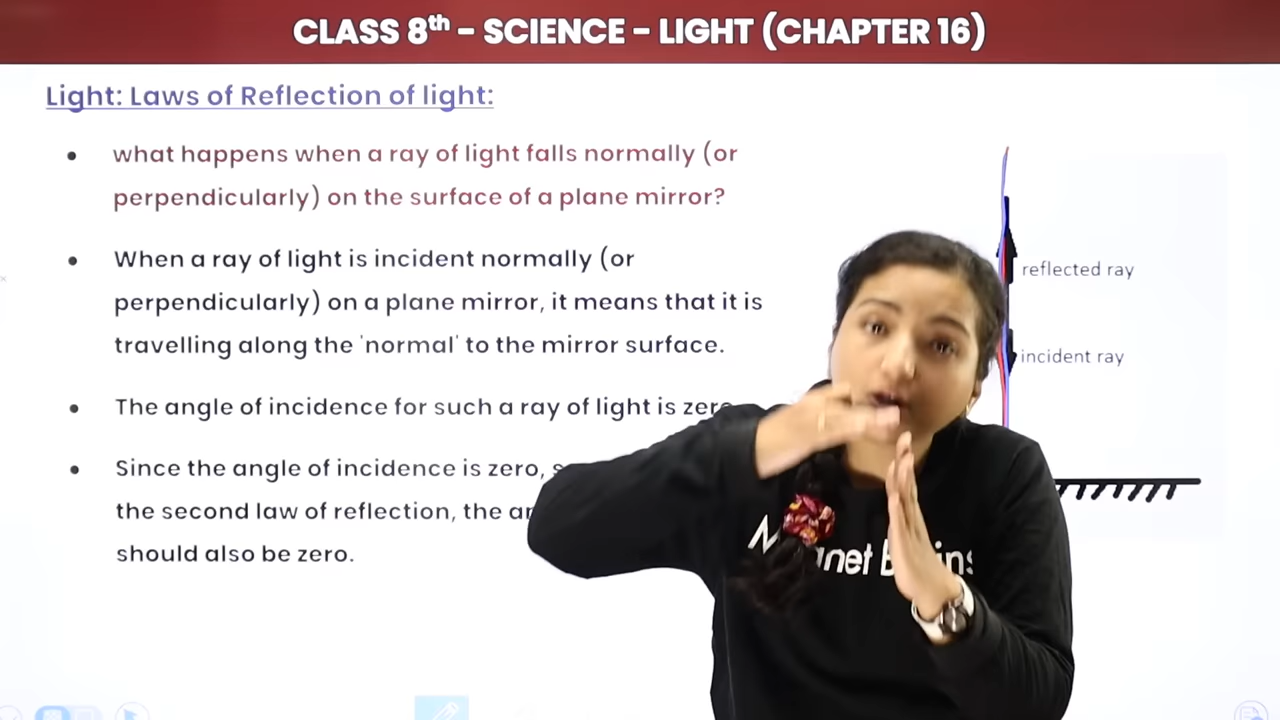 CLASS 8th - SCIENCE - LIGHT (CHAPTER 16)
Light: Laws of Reflection of light:
• what happens when a ray of light falls normally (or
perpendicularly) on the surface of a plane mirror?
• When a ray of light is incident normally (or
perpendicularly) on a plane mirror, it means that it is
travelling along the 'normal' to the mirror surface.
• The angle of incidence for such a ray of light is
• Since the angle of incidence is zero,
the second law of reflection, the
should also be zero.
reflected ray
incident ray